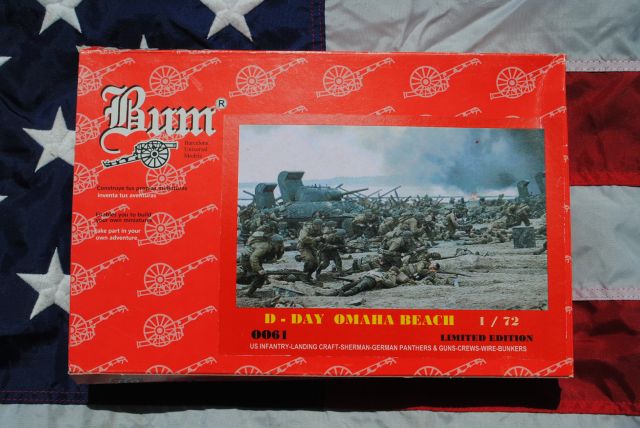 Bum®
Barcelona
Universal
Models
Construye tus propias miniaturas
inventa tus aventuras
Enables you to build
your own miniatures
take part in your
own adventure
D - DAY OMAHA BEACH 1 / 72
0061 LIMITED EDITION
US INFANTRY-LANDING CRAFT-SHERMAN-GERMAN PANTHERS & GUNS-CREWS-WIRE-BUNKERS